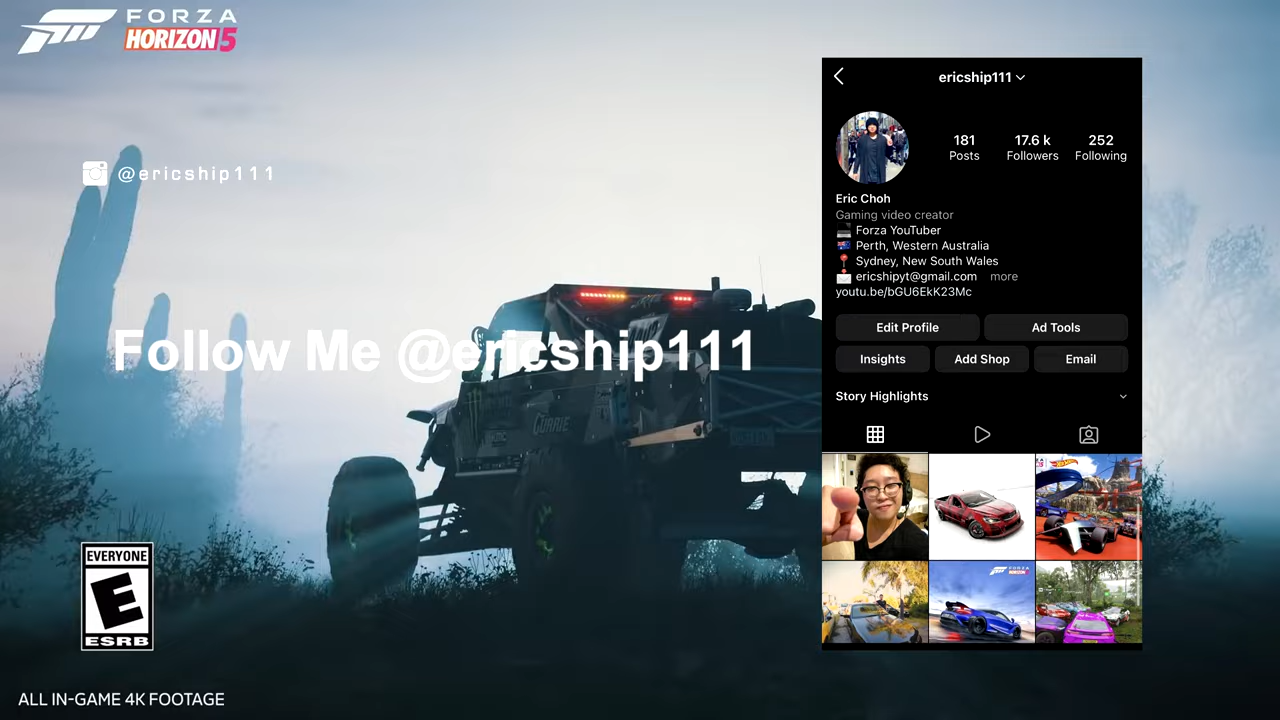 FORZA
HORIZON 5
@ericship111
Follow Me @ericship111
EVERYONE
E
ESRB
ALL IN-GAME 4K FOOTAGE
ericship111
181
Posts
17.6 k
Followers
252
Following
Eric Choh
Gaming video creator
Forza YouTuber
Perth, Western Australia
Sydney, New South Wales
ericshipyt@gmail.com more
youtu.be/bGU6EkK23Mc
Edit Profile
Ad Tools
Insights
Add Shop
Email
Story Highlights
CURRIE